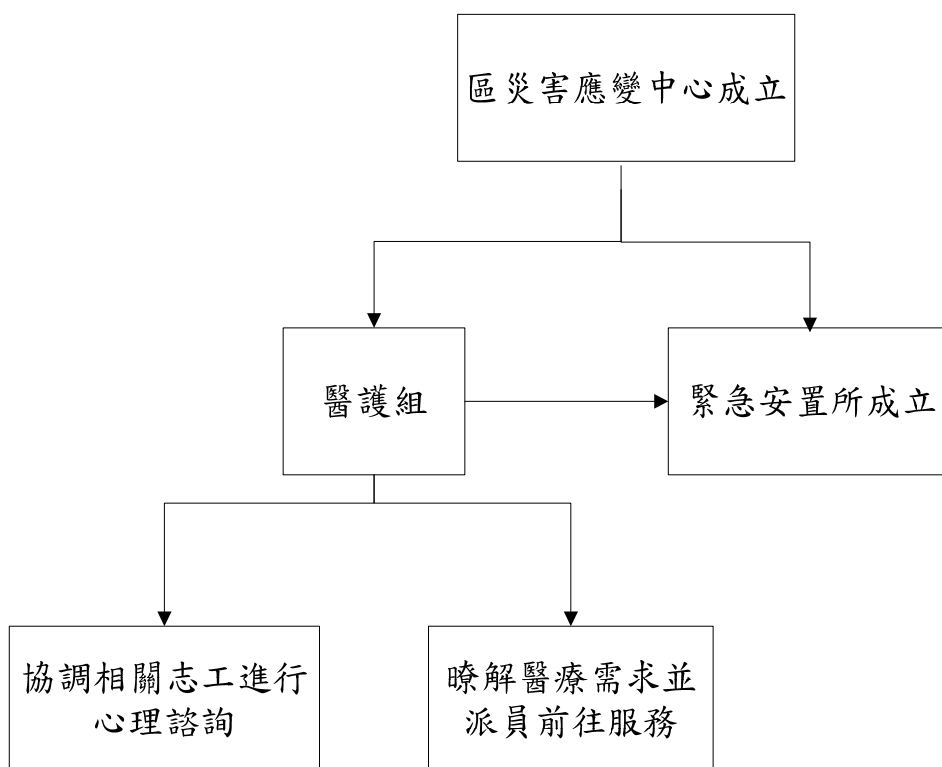 區災害應變中心成立
醫護組
緊急安置所成立
協調相關志工進行
心理諮詢
瞭解醫療需求並
派員前往服務